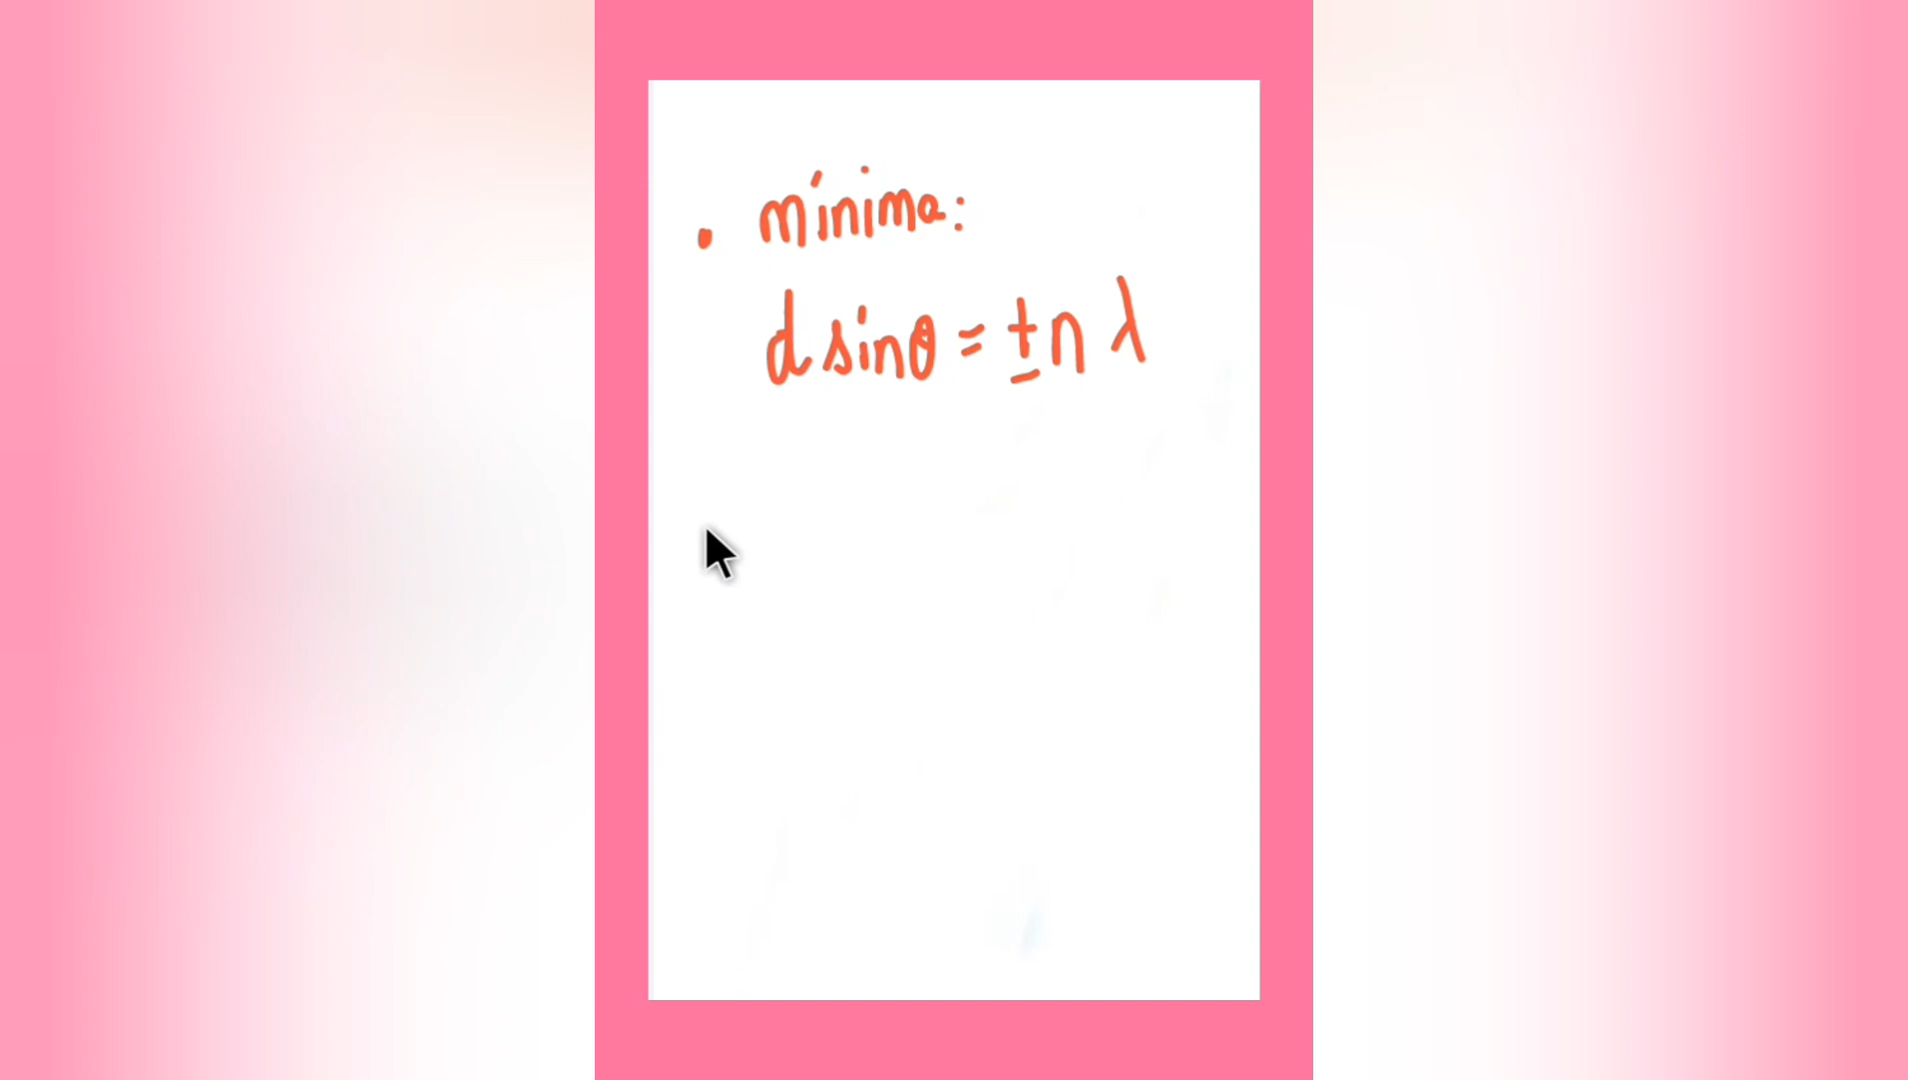 • minima:
d sinθ = ± n λ